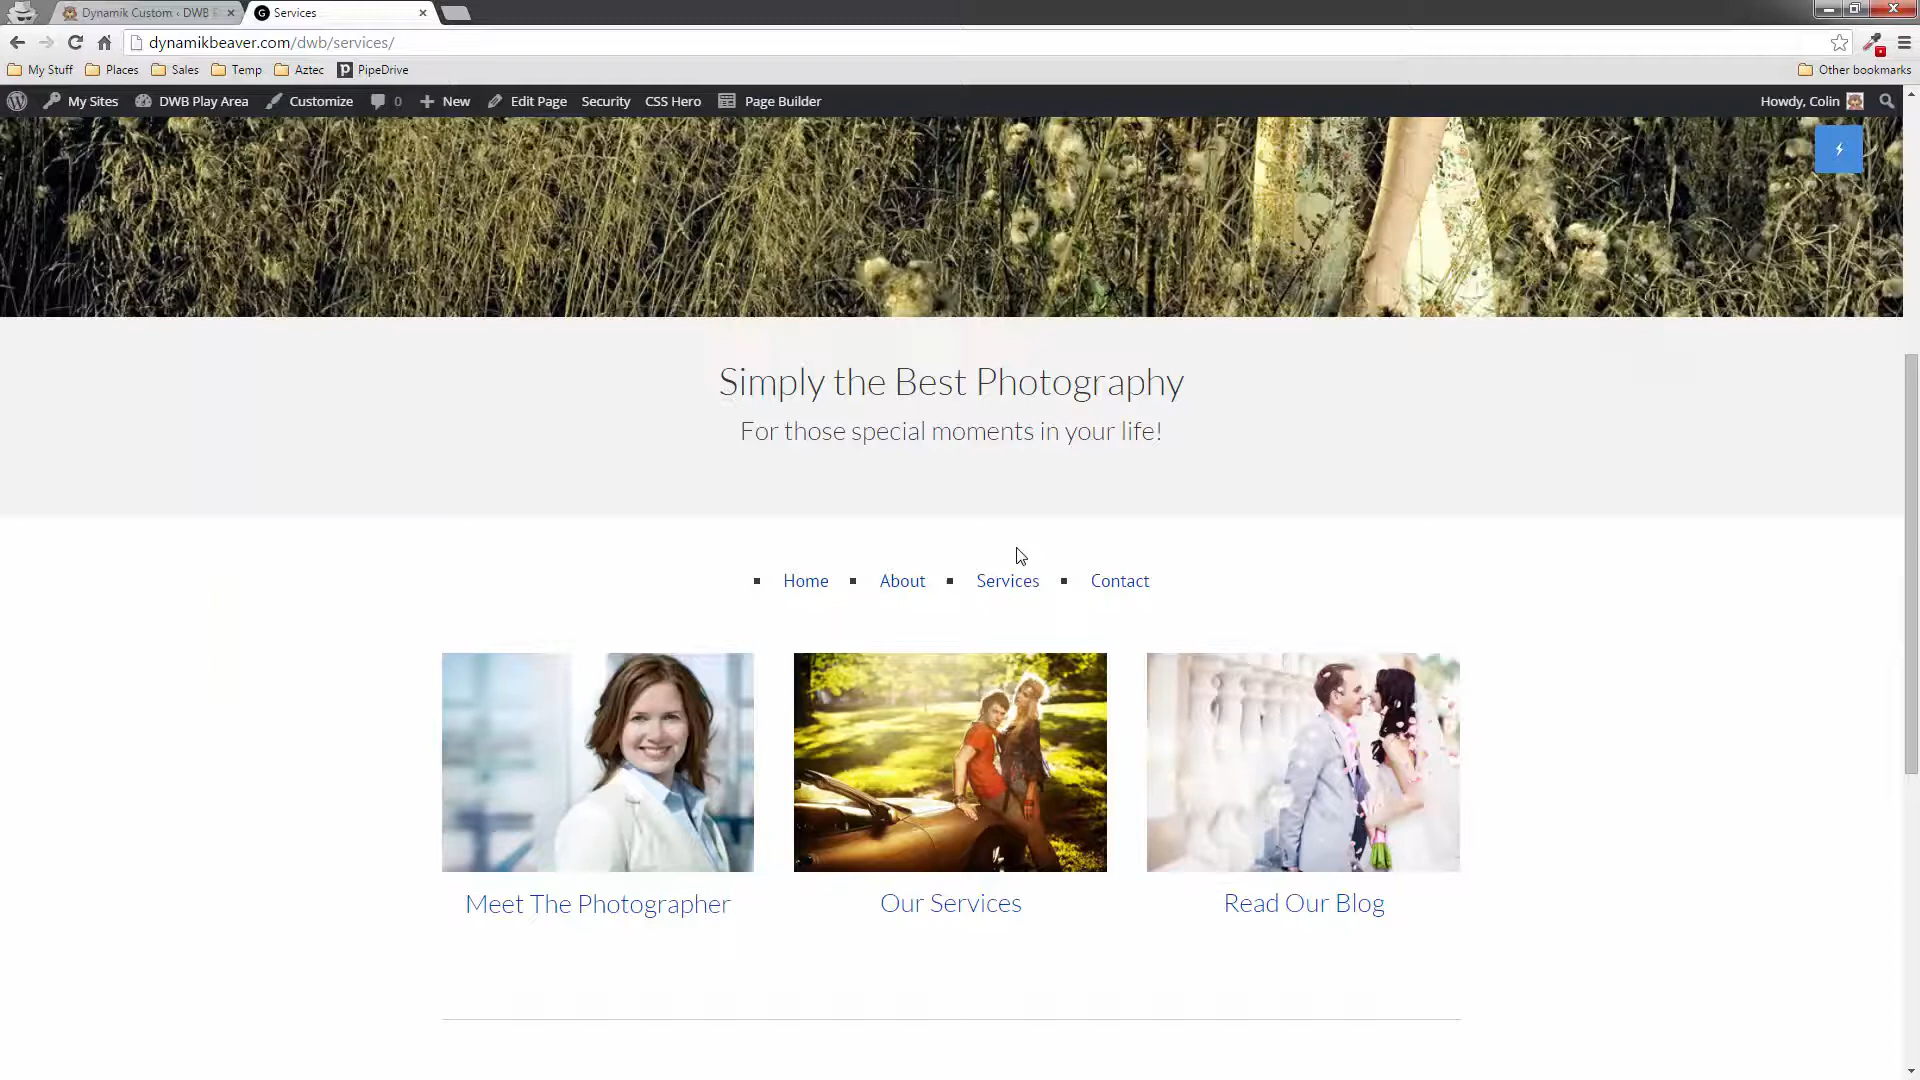 Dynamik Custom ‹ DWB
Services
dynamikbeaver.com/dwb/services/
My Stuff Places Sales Temp Aztec PipeDrive Other bookmarks
My Sites DWB Play Area Customize 0 New Edit Page Security CSS Hero Page Builder Howdy, Colin
Simply the Best Photography
For those special moments in your life!
Home About Services Contact
Meet The Photographer Our Services Read Our Blog